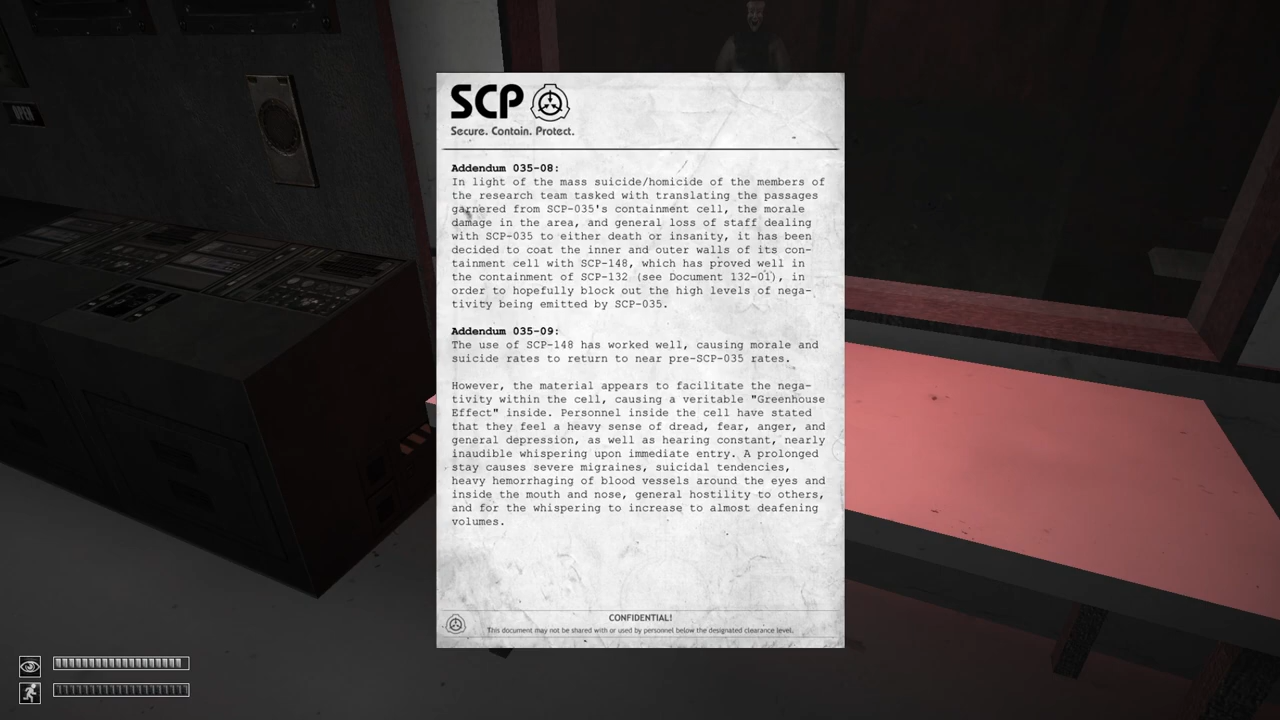 OPEN
SCP
Secure. Contain. Protect.
Addendum 035-08:
In light of the mass suicide/homicide of the members of
the research team tasked with translating the passages
garnered from SCP-035's containment cell, the morale
damage in the area, and general loss of staff dealing
with SCP-035 to either death or insanity, it has been
decided to coat the inner and outer walls of its con-
tainment cell with SCP-148, which has proved well in
the containment of SCP-132 (see Document 132-01), in
order to hopefully block out the high levels of nega-
tivity being emitted by SCP-035.
Addendum 035-09:
The use of SCP-148 has worked well, causing morale and
suicide rates to return to near pre-SCP-035 rates.
However, the material appears to facilitate the nega-
tivity within the cell, causing a veritable "Greenhouse
Effect" inside. Personnel inside the cell have stated
that they feel a heavy sense of dread, fear, anger, and
general depression, as well as hearing constant, nearly
inaudible whispering upon immediate entry. A prolonged
stay causes severe migraines, suicidal tendencies,
heavy hemorrhaging of blood vessels around the eyes and
inside the mouth and nose, general hostility to others,
and for the whispering to increase to almost deafening
volumes.
CONFIDENTIAL!
This document may not be shared with or used by personnel below the designated clearance level.